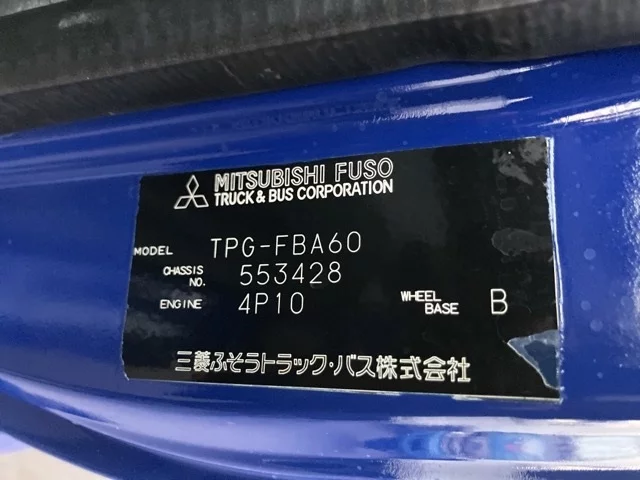 MITSUBISHI FUSO
TRUCK & BUS CORPORATION
MODEL TPG-FBA60
CHASSIS NO. 553428
ENGINE 4P10 WHEEL BASE B
三菱ふそうトラック・バス株式会社